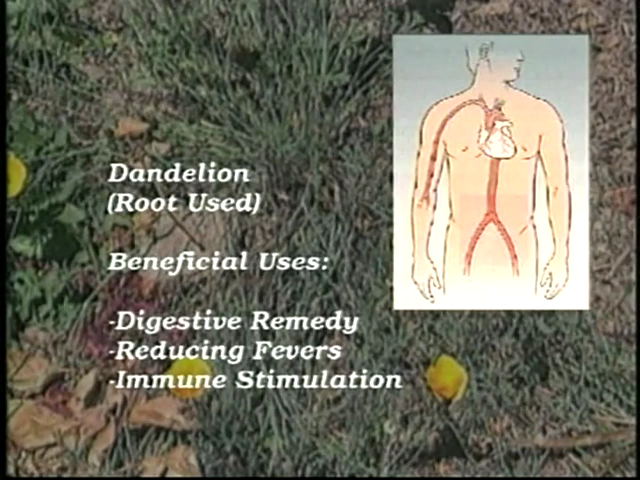 Dandelion
(Root Used)
Beneficial Uses:
-Digestive Remedy
-Reducing Fevers
-Immune Stimulation